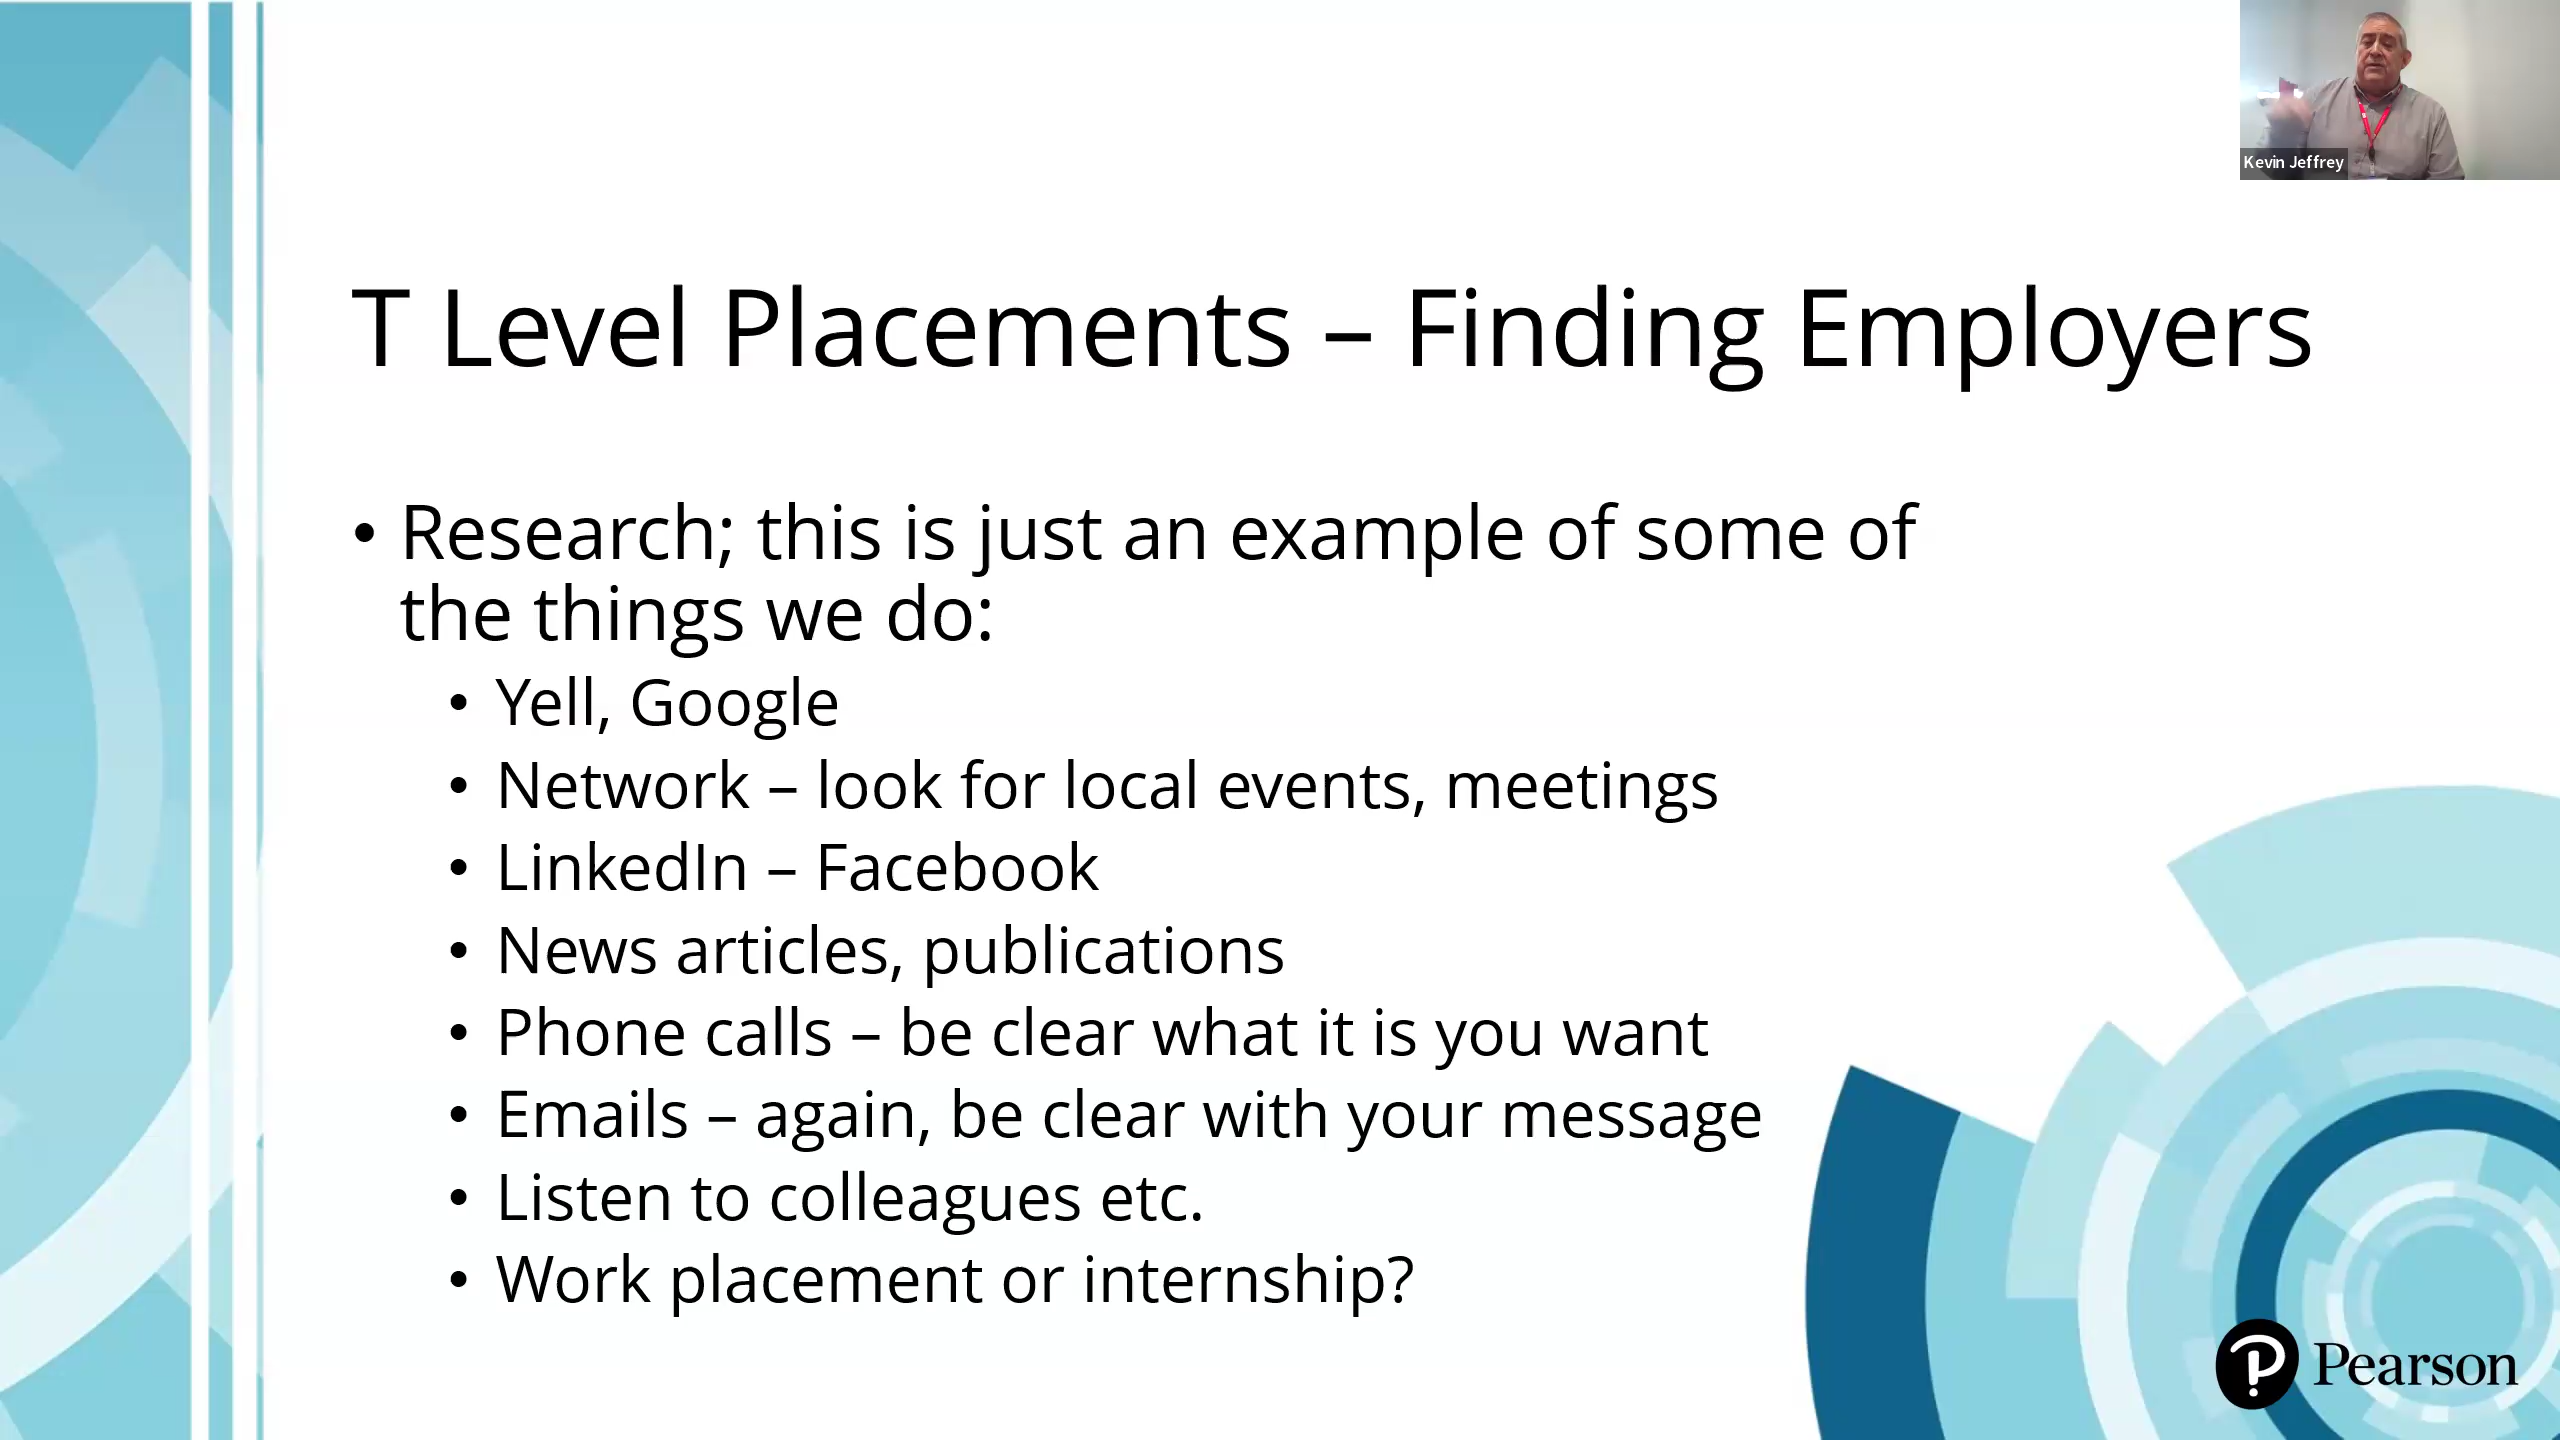 Kevin Jeffrey
T Level Placements – Finding Employers
• Research; this is just an example of some of
the things we do:
• Yell, Google
• Network – look for local events, meetings
• LinkedIn – Facebook
• News articles, publications
• Phone calls – be clear what it is you want
• Emails – again, be clear with your message
• Listen to colleagues etc.
• Work placement or internship?
Pearson